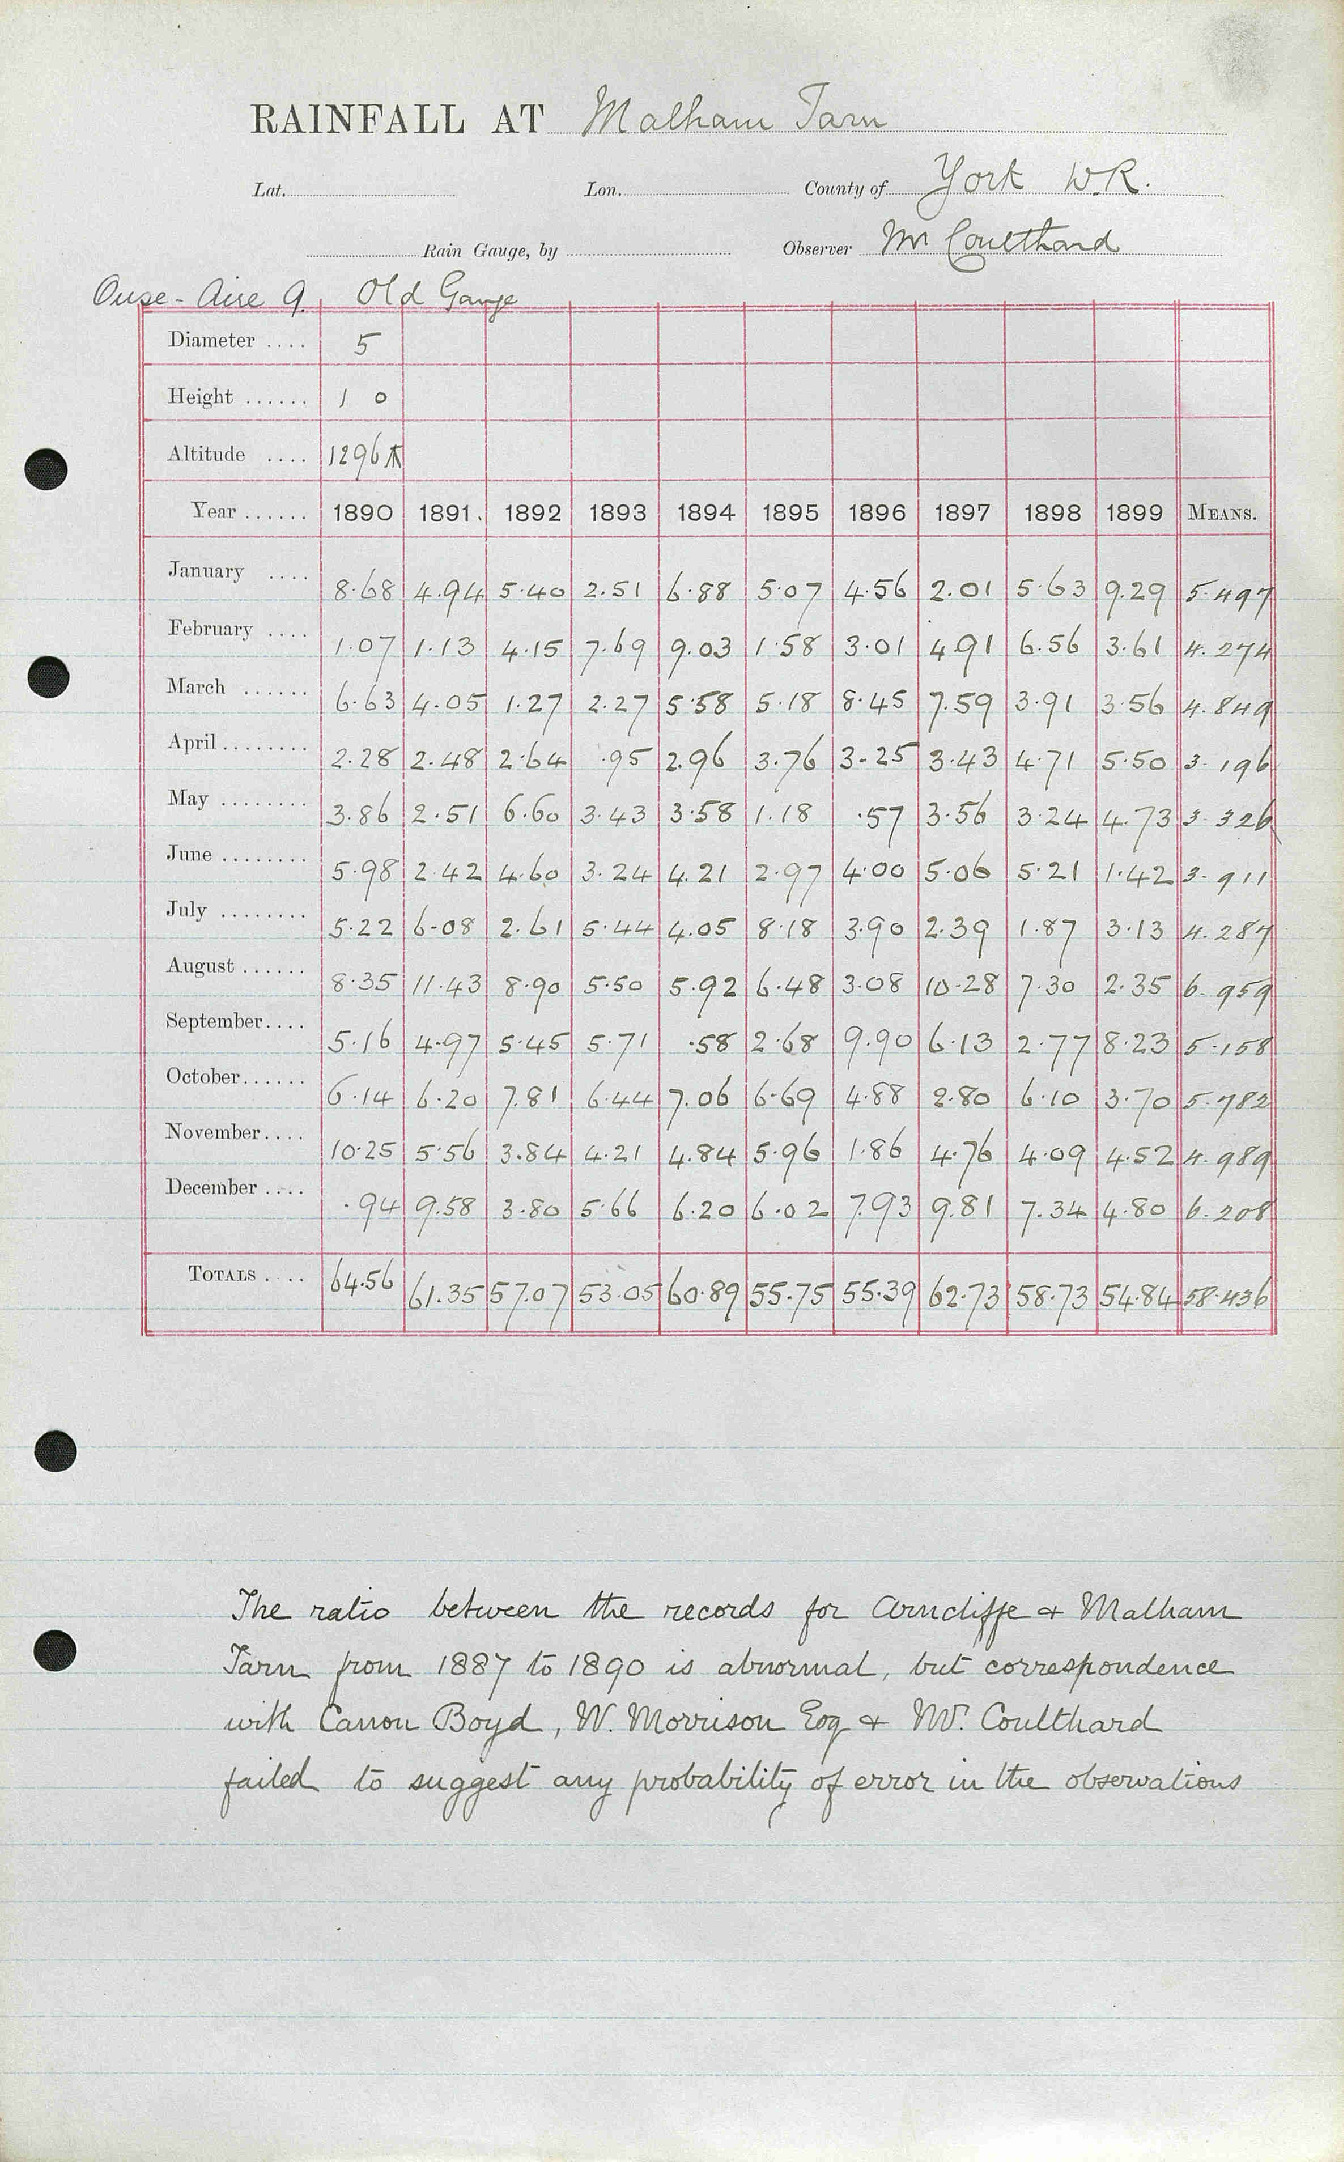 RAINFALL AT Malham Tarn
Lat. Lon. County of York W.R.
Rain Gauge, by Observer Mr Coulthard
Ouse - Aire 9. Old Gauge
Diameter .... 5
Height ...... 1 0
Altitude .... 1296 ft
Year ...... 1890 1891. 1892 1893 1894 1895 1896 1897 1898 1899 MEANS.
January .... 8.68 4.94 5.40 2.51 6.88 5.07 4.56 2.01 5.63 9.29 5.497
February .... 1.07 1.13 4.15 7.69 9.03 1.58 3.01 4.91 6.56 3.61 4.274
March ...... 6.63 4.05 1.27 2.27 5.58 5.18 8.45 7.59 3.91 3.56 4.849
April ........ 2.28 2.48 2.64 .95 2.96 3.76 3.25 3.43 4.71 5.50 3.196
May ........ 3.86 2.51 6.60 3.43 3.58 1.18 .57 3.56 3.24 4.73 3.326
June ........ 5.98 2.42 4.60 3.24 4.21 2.97 4.00 5.06 5.21 1.42 3.911
July ........ 5.22 6.08 2.61 5.44 4.05 8.18 3.90 2.39 1.87 3.13 4.287
August ...... 8.35 11.43 8.90 5.50 5.92 6.48 3.08 10.28 7.30 2.35 6.959
September .... 5.16 4.97 5.45 5.71 .58 2.68 9.90 6.13 2.77 8.23 5.158
October ...... 6.14 6.20 7.81 6.44 7.06 6.69 4.88 2.80 6.10 3.70 5.782
November .... 10.25 5.56 3.84 4.21 4.84 5.96 1.86 4.76 4.09 4.52 4.989
December .... .94 9.58 3.80 5.66 6.20 6.02 7.93 9.81 7.34 4.80 6.208
TOTALS .... 64.56 61.35 57.07 53.05 60.89 55.75 55.39 62.73 58.73 54.84 58.436
The ratio between the records for Arncliffe & Malham
Tarn from 1887 to 1890 is abnormal, but correspondence
with Canon Boyd, W. Morrison Esq & Mr. Coulthard
failed to suggest any probability of error in the observations